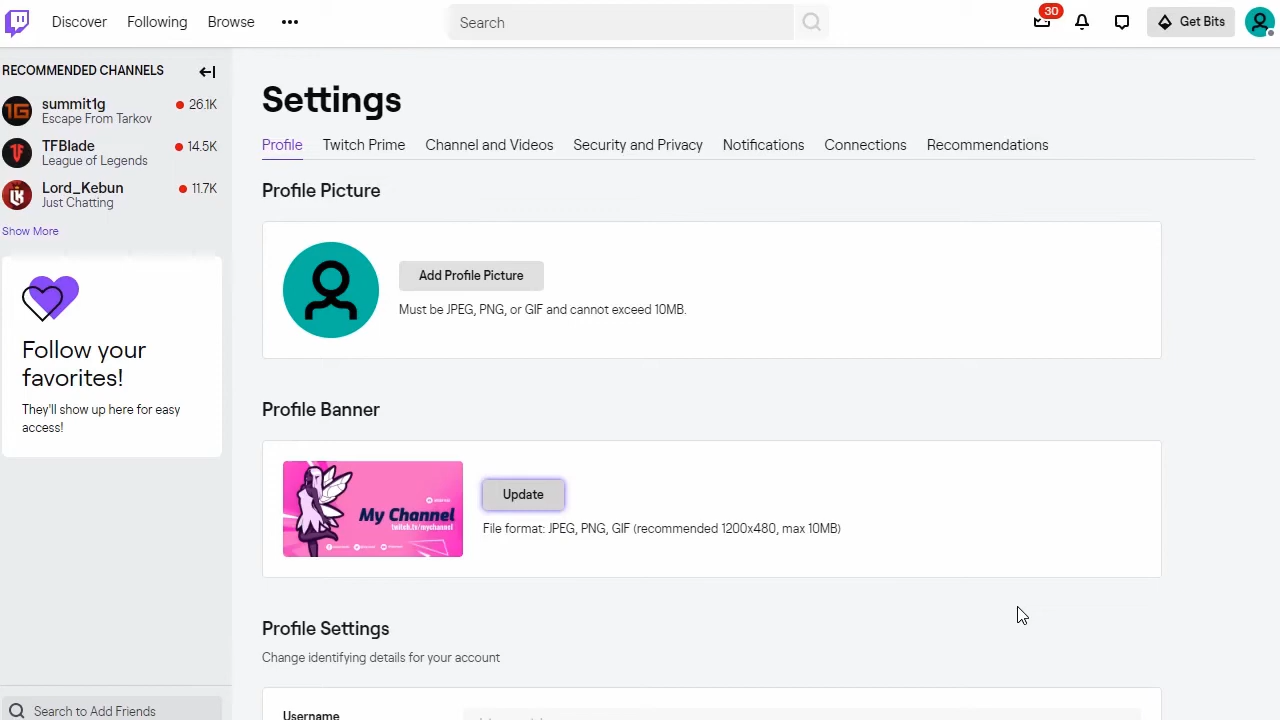 Discover Following Browse •••
Search
30
Get Bits
RECOMMENDED CHANNELS
summit1g 26.1K
Escape From Tarkov
TFBlade 14.5K
League of Legends
Lord_Kebun 11.7K
Just Chatting
Show More
Follow your
favorites!
They'll show up here for easy
access!
Search to Add Friends
Settings
Profile Twitch Prime Channel and Videos Security and Privacy Notifications Connections Recommendations
Profile Picture
Add Profile Picture
Must be JPEG, PNG, or GIF and cannot exceed 10MB.
Profile Banner
My Channel
twitch.tv/mychannel
Update
File format: JPEG, PNG, GIF (recommended 1200x480, max 10MB)
Profile Settings
Change identifying details for your account
Username